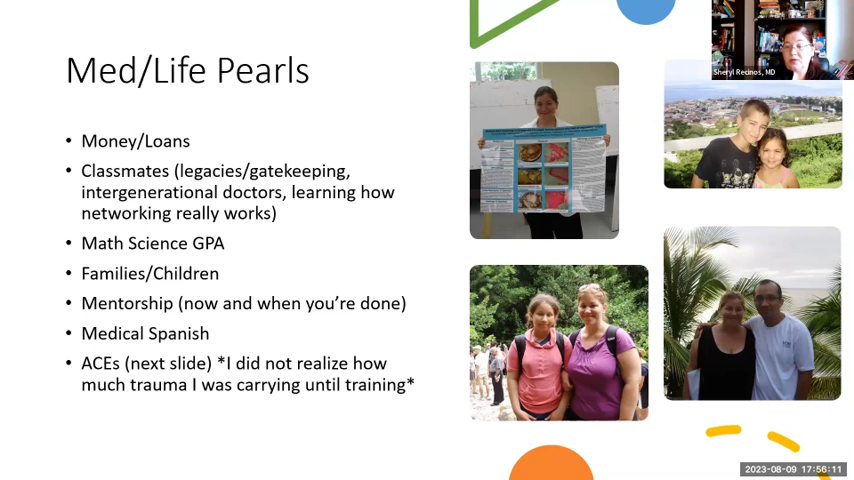 Sheryl Recinos, MD
Med/Life Pearls
• Money/Loans
• Classmates (legacies/gatekeeping,
intergenerational doctors, learning how
networking really works)
• Math Science GPA
• Families/Children
• Mentorship (now and when you’re done)
• Medical Spanish
• ACEs (next slide) *I did not realize how
much trauma I was carrying until training*
2023-08-09 17:56:11